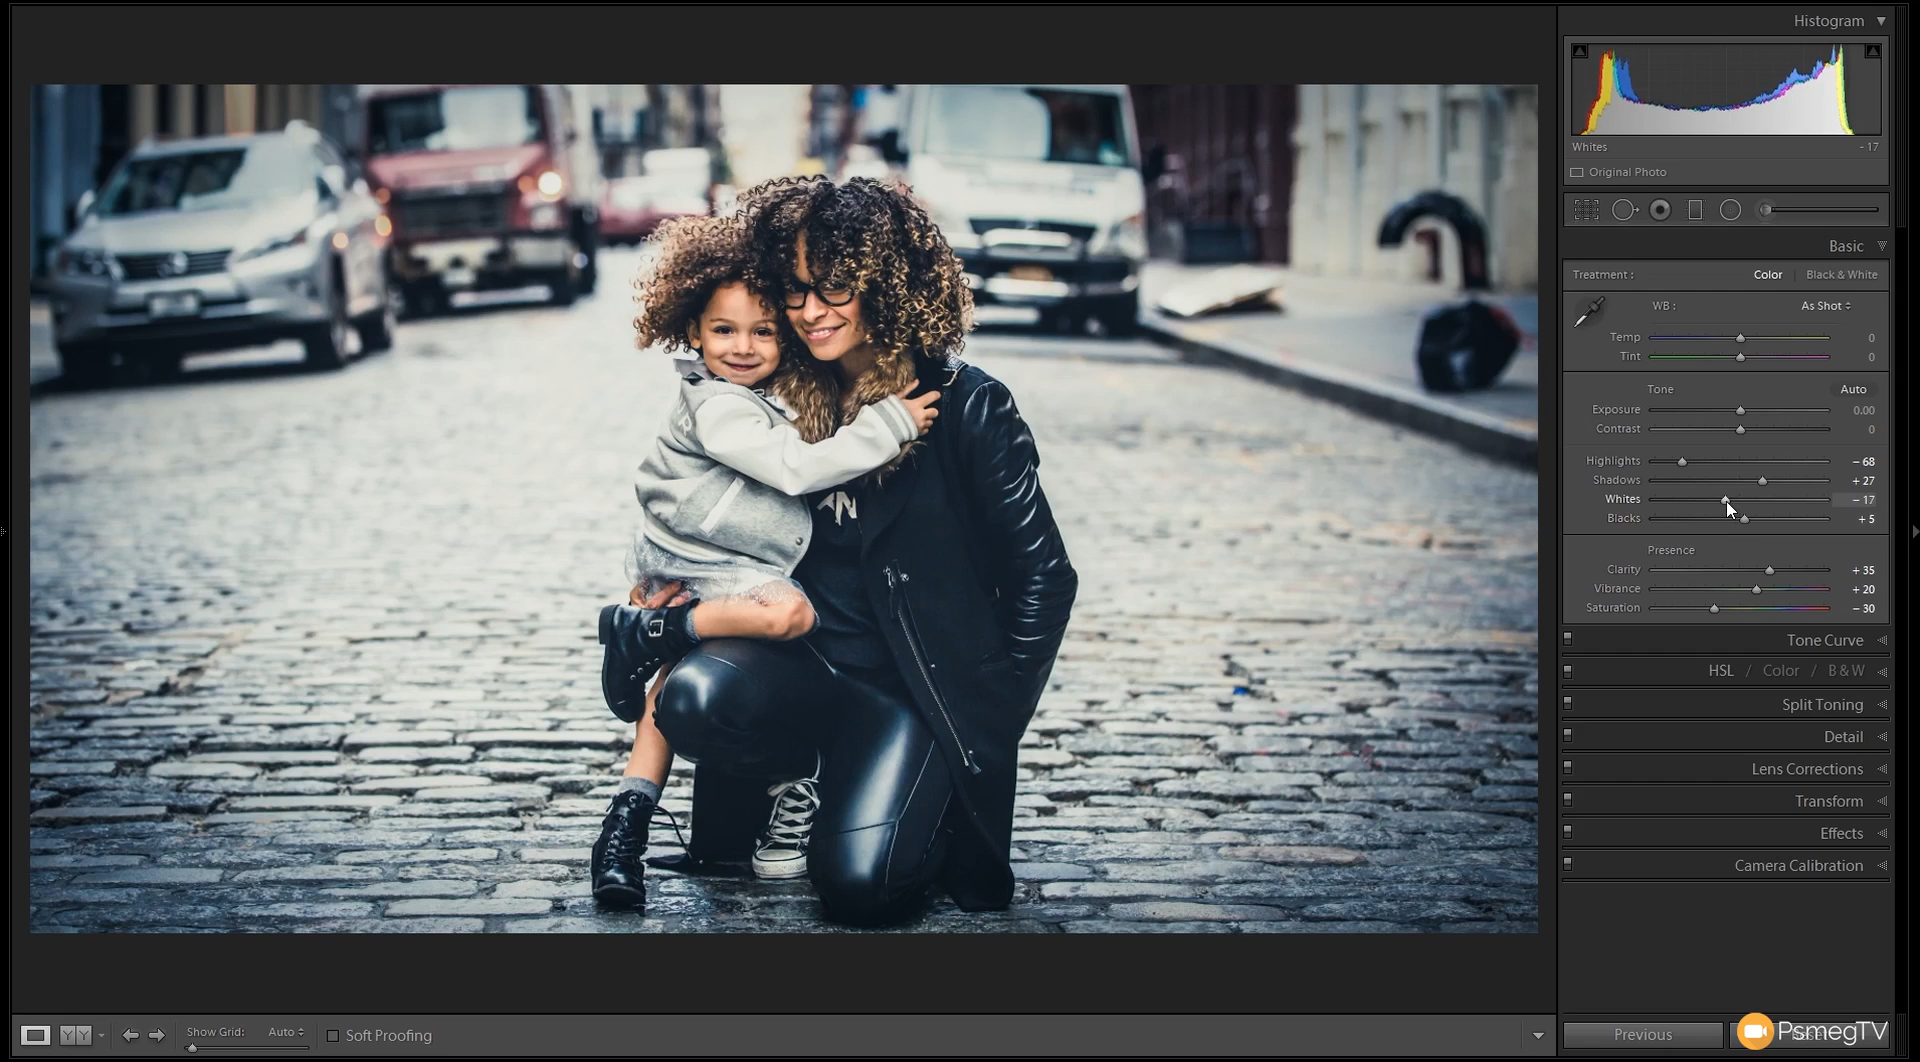 Histogram
Whites - 17
Original Photo
Basic
Treatment : Color Black & White
WB : As Shot
Temp 0
Tint 0
Tone Auto
Exposure 0.00
Contrast 0
Highlights - 68
Shadows + 27
Whites - 17
Blacks + 5
Presence
Clarity + 35
Vibrance + 20
Saturation - 30
Tone Curve
HSL / Color / B & W
Split Toning
Detail
Lens Corrections
Transform
Effects
Camera Calibration
AN
Y Y
Show Grid: Auto
Soft Proofing
Previous
PsmegTV